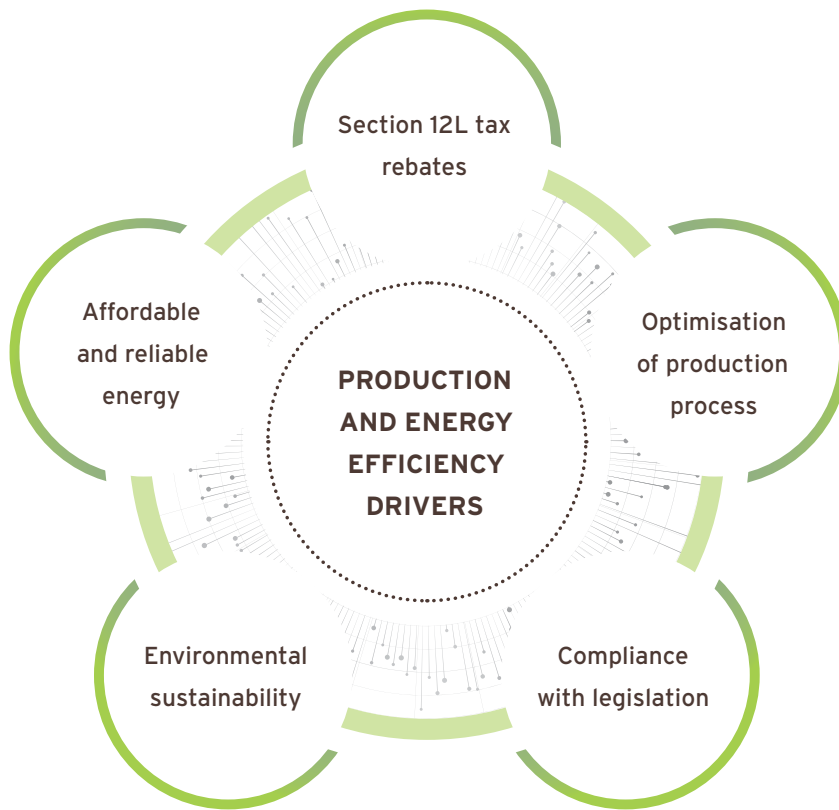 Section 12L tax
rebates
Affordable
and reliable
energy
Optimisation
of production
process
PRODUCTION
AND ENERGY
EFFICIENCY
DRIVERS
Environmental
sustainability
Compliance
with legislation